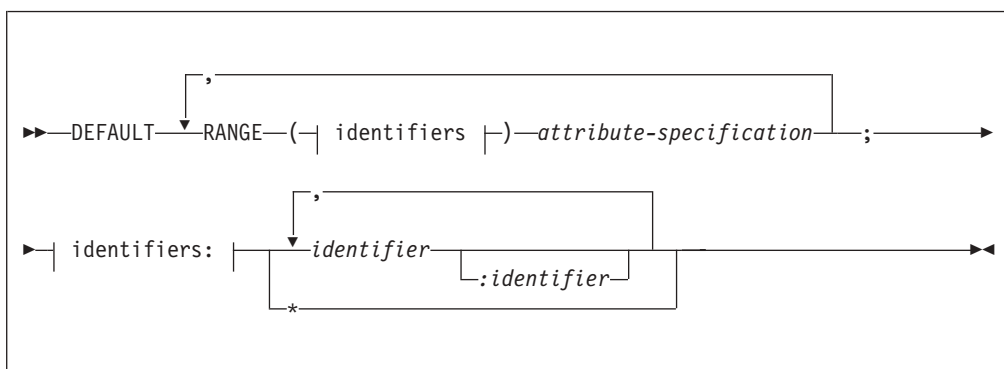 ,
DEFAULT RANGE ( identifiers ) attribute-specification ;
,
identifiers: identifier
:identifier
*